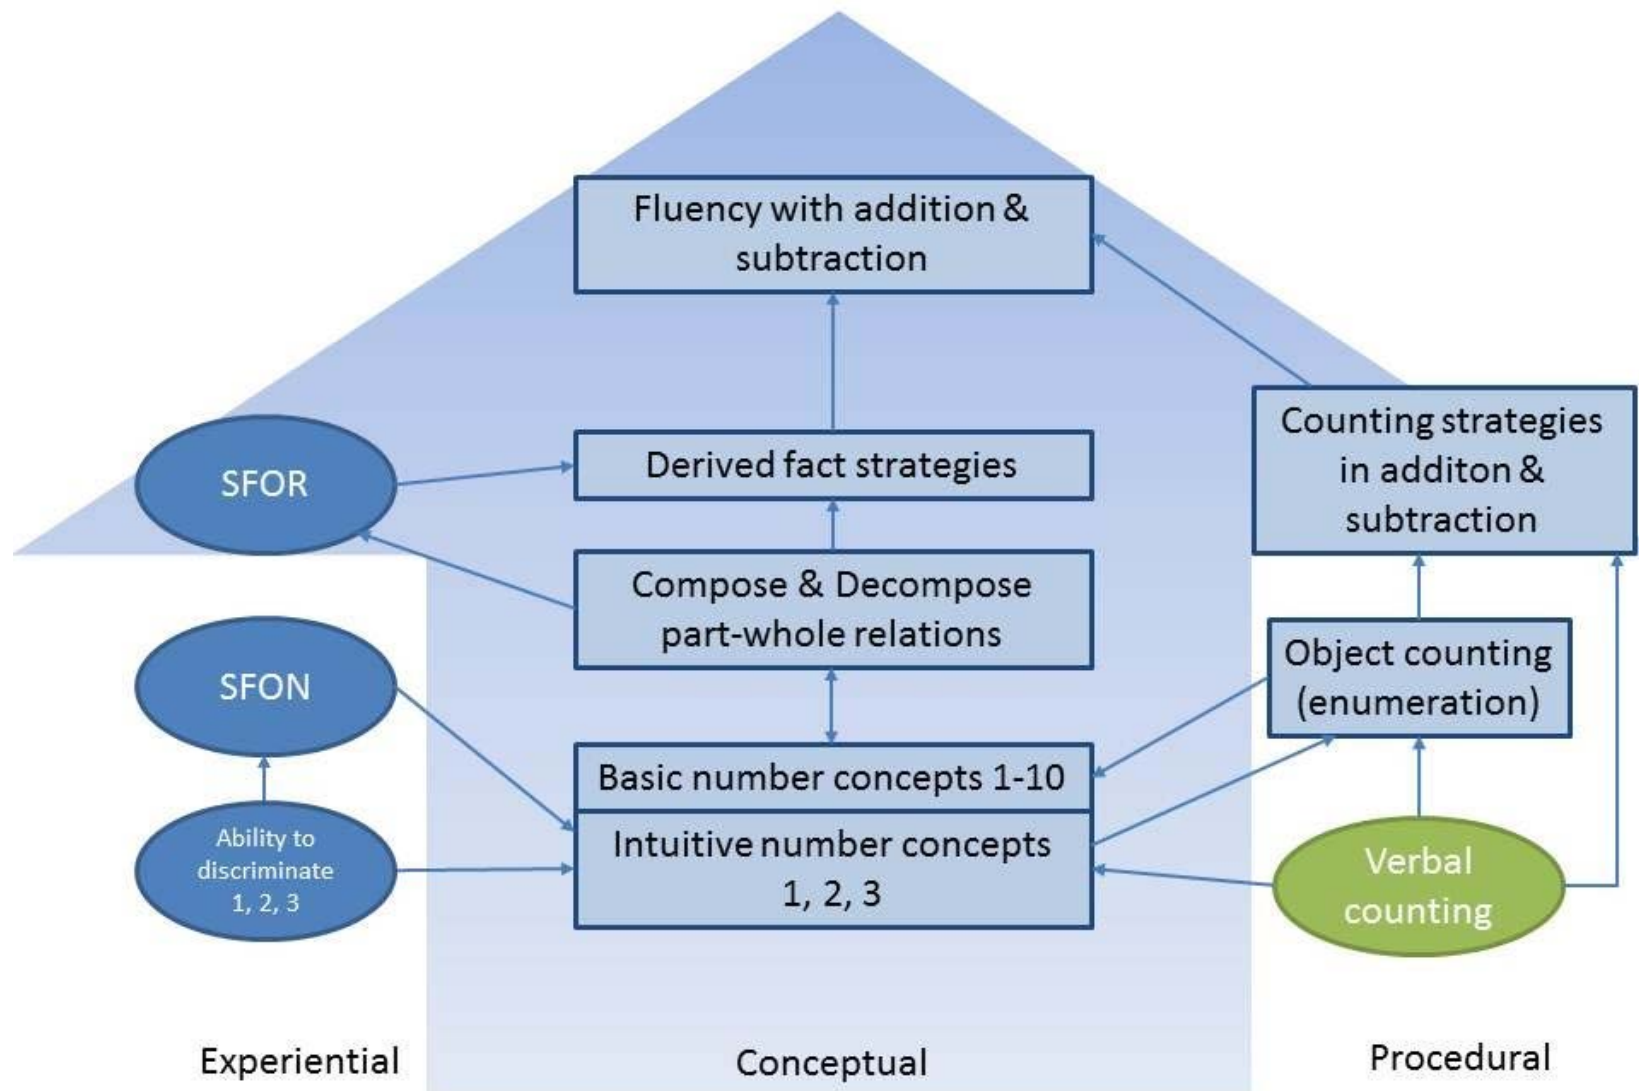 Fluency with addition &
subtraction
SFOR
Derived fact strategies
Counting strategies
in additon &
subtraction
Compose & Decompose
part-whole relations
SFON
Object counting
(enumeration)
Basic number concepts 1-10
Ability to
discriminate
1, 2, 3
Intuitive number concepts
1, 2, 3
Verbal
counting
Experiential
Conceptual
Procedural